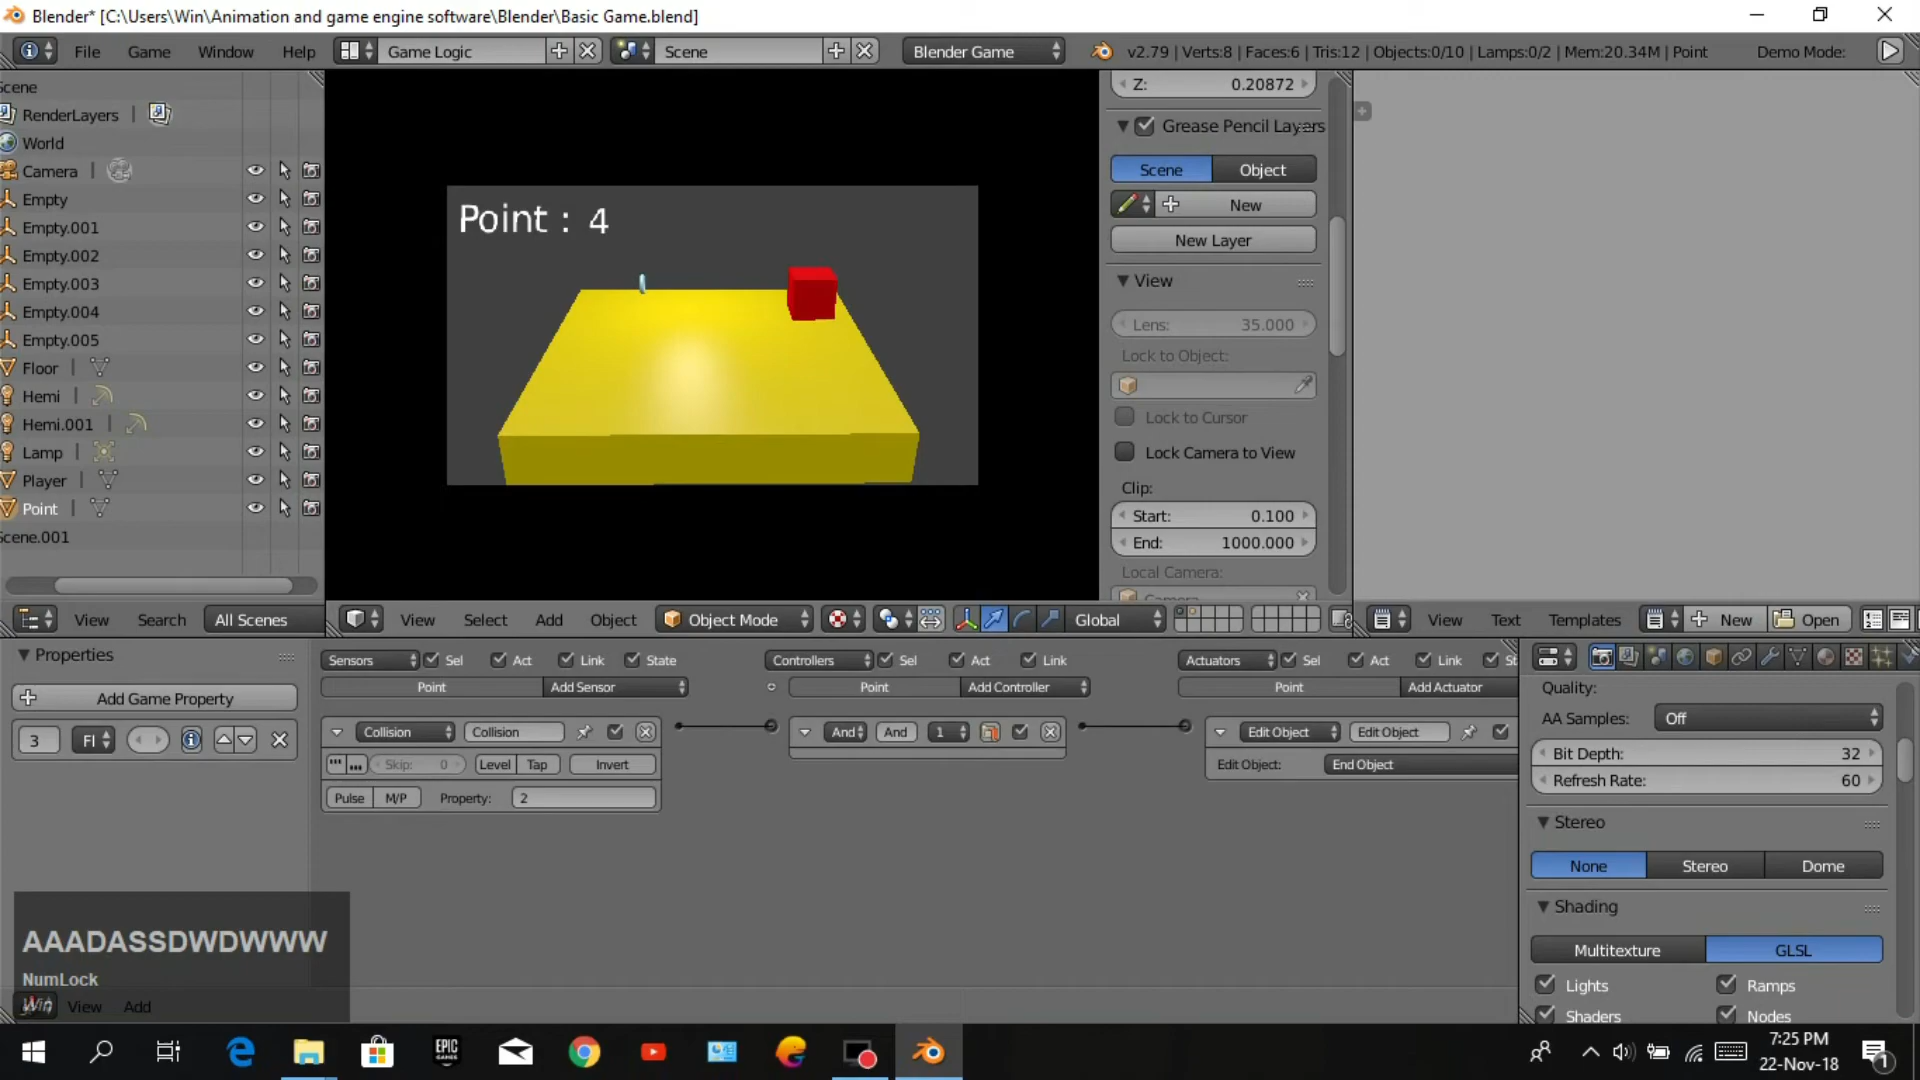 Blender* [C:\Users\Win\Animation and game engine software\Blender\Basic Game.blend]
File Game Window Help Game Logic Scene Blender Game v2.79 | Verts:8 | Faces:6 | Tris:12 | Objects:0/10 | Lamps:0/2 | Mem:20.34M | Point Demo Mode:
Scene
RenderLayers
World
Camera
Empty
Empty.001
Empty.002
Empty.003
Empty.004
Empty.005
Floor
Hemi
Hemi.001
Lamp
Player
Point
Scene.001
View Search All Scenes
Point : 4
Z: 0.20872
Grease Pencil Layers
Scene Object
New
New Layer
View
Lens: 35.000
Lock to Object:
Lock to Cursor
Lock Camera to View
Clip:
Start: 0.100
End: 1000.000
Local Camera:
Camera
View Select Add Object Object Mode Global
View Text Templates New Open
Properties
Add Game Property
3 Fl
Sensors Sel Act Link State
Point Add Sensor
Collision Collision
Skip: 0 Level Tap Invert
Pulse M/P Property: 2
Controllers Sel Act Link
Point Add Controller
And And 1
Actuators Sel Act Link St
Point Add Actuator
Edit Object Edit Object
Edit Object: End Object
Quality:
AA Samples: Off
Bit Depth: 32
Refresh Rate: 60
Stereo
None Stereo Dome
Shading
Multitexture GLSL
Lights Ramps
Shaders Nodes
AAADASSDWDWWW
NumLock
Win View Add
EPIC GAMES
7:25 PM
22-Nov-18
1